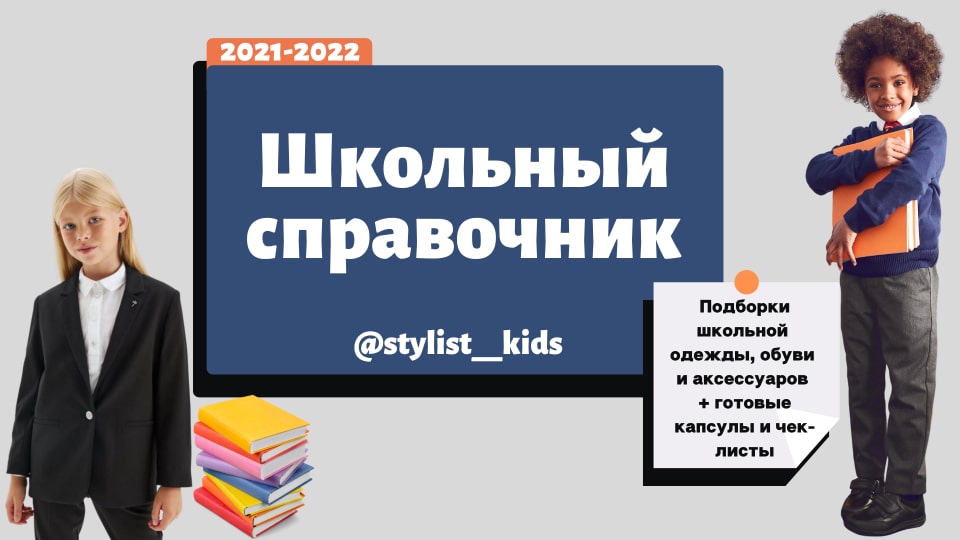 2021-2022
Школьный
справочник
@stylist__kids
Подборки
школьной
одежды, обуви
и аксессуаров
+ готовые
капсулы и чек-
листы